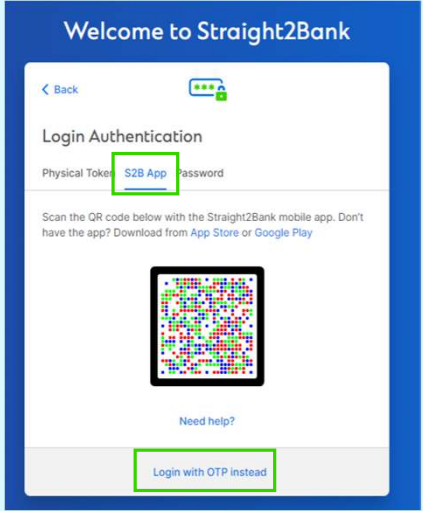 Welcome to Straight2Bank
Back
Login Authentication
Physical Token S2B App Password
Scan the QR code below with the Straight2Bank mobile app. Don't
have the app? Download from App Store or Google Play
Need help?
Login with OTP instead